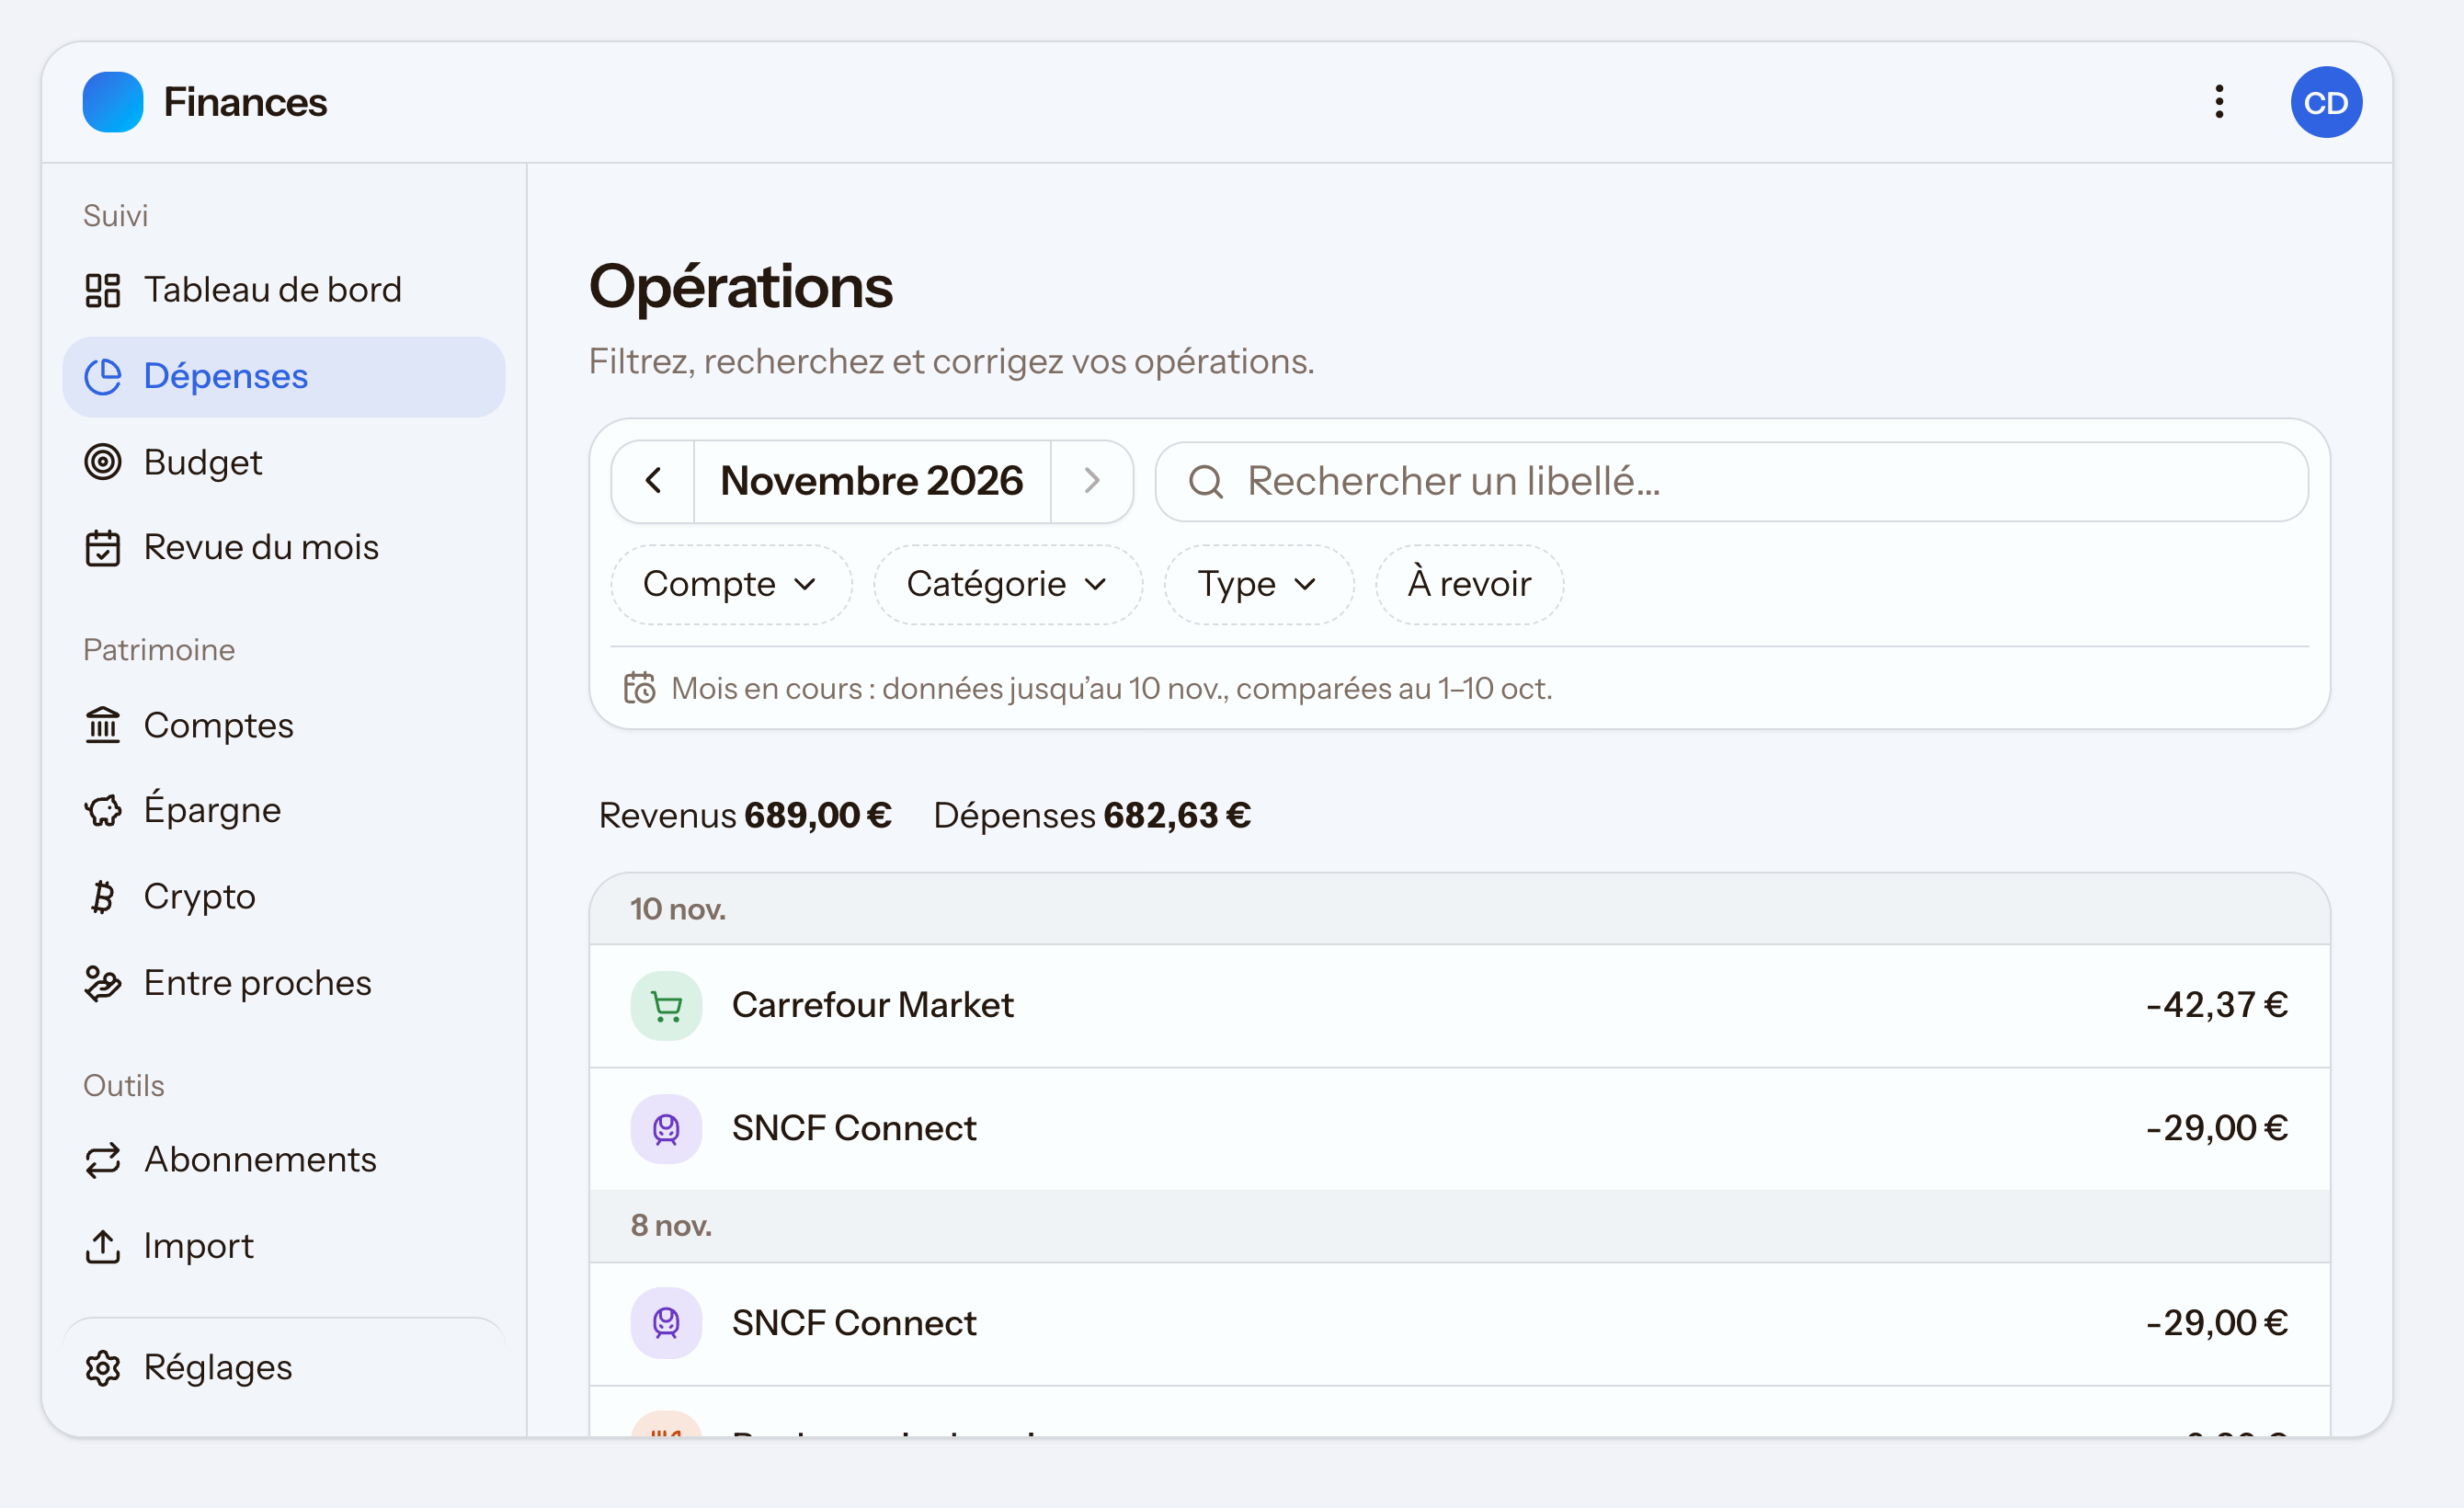 Finances
CD
Suivi
Tableau de bord
Dépenses
Budget
Revue du mois
Patrimoine
Comptes
Épargne
Crypto
Entre proches
Outils
Abonnements
Import
Réglages
Opérations
Filtrez, recherchez et corrigez vos opérations.
Novembre 2026
Rechercher un libellé…
Compte
Catégorie
Type
À revoir
Mois en cours : données jusqu’au 10 nov., comparées au 1–10 oct.
Revenus 689,00 € Dépenses 682,63 €
10 nov.
Carrefour Market -42,37 €
SNCF Connect -29,00 €
8 nov.
SNCF Connect -29,00 €